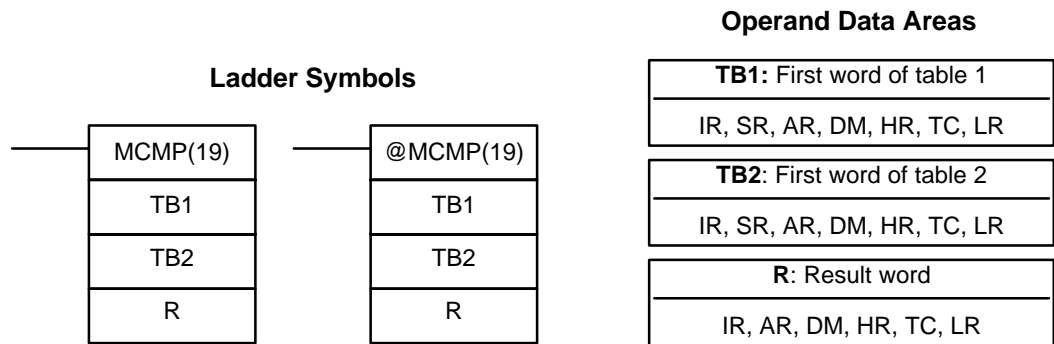 Ladder Symbols
MCMP(19)
TB1
TB2
R
@MCMP(19)
TB1
TB2
R
Operand Data Areas
TB1: First word of table 1
IR, SR, AR, DM, HR, TC, LR
TB2: First word of table 2
IR, SR, AR, DM, HR, TC, LR
R: Result word
IR, AR, DM, HR, TC, LR